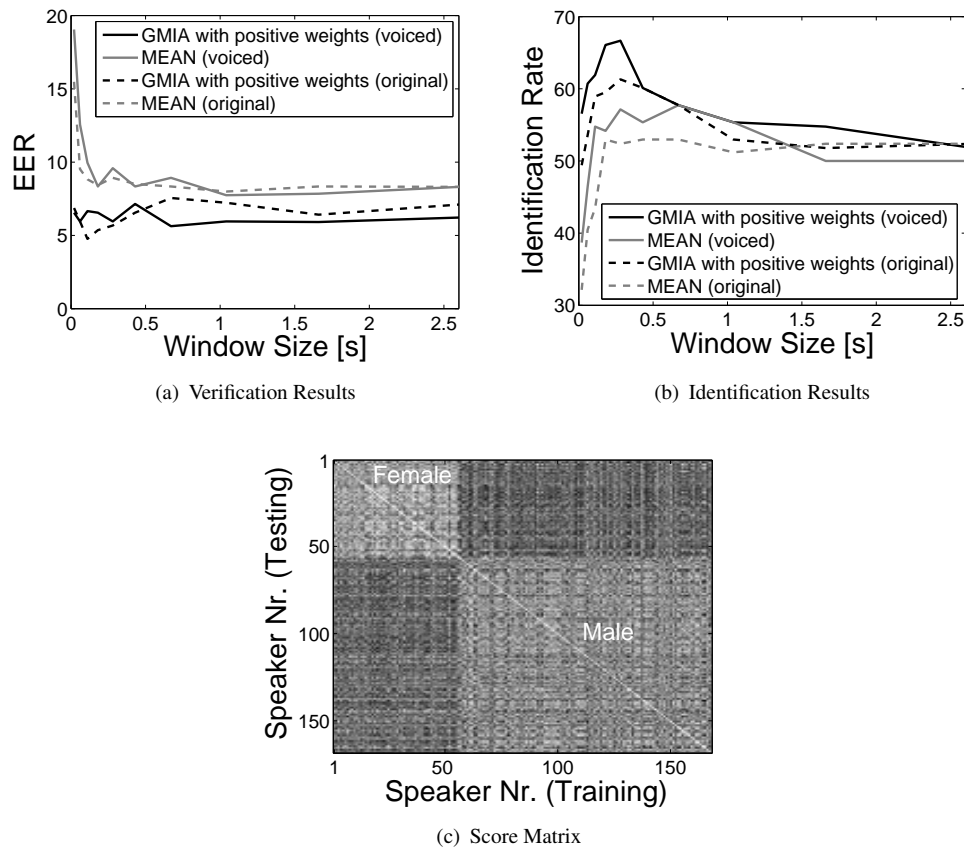 20
15
10
5
0
EER
GMIA with positive weights (voiced)
MEAN (voiced)
GMIA with positive weights (original)
MEAN (original)
0 0.5 1 1.5 2 2.5
Window Size [s]
(a) Verification Results
70
60
50
40
30
Identification Rate
GMIA with positive weights (voiced)
MEAN (voiced)
GMIA with positive weights (original)
MEAN (original)
0 0.5 1 1.5 2 2.5
Window Size [s]
(b) Identification Results
1
50
100
150
Speaker Nr. (Testing)
Female
Male
1 50 100 150
Speaker Nr. (Training)
(c) Score Matrix